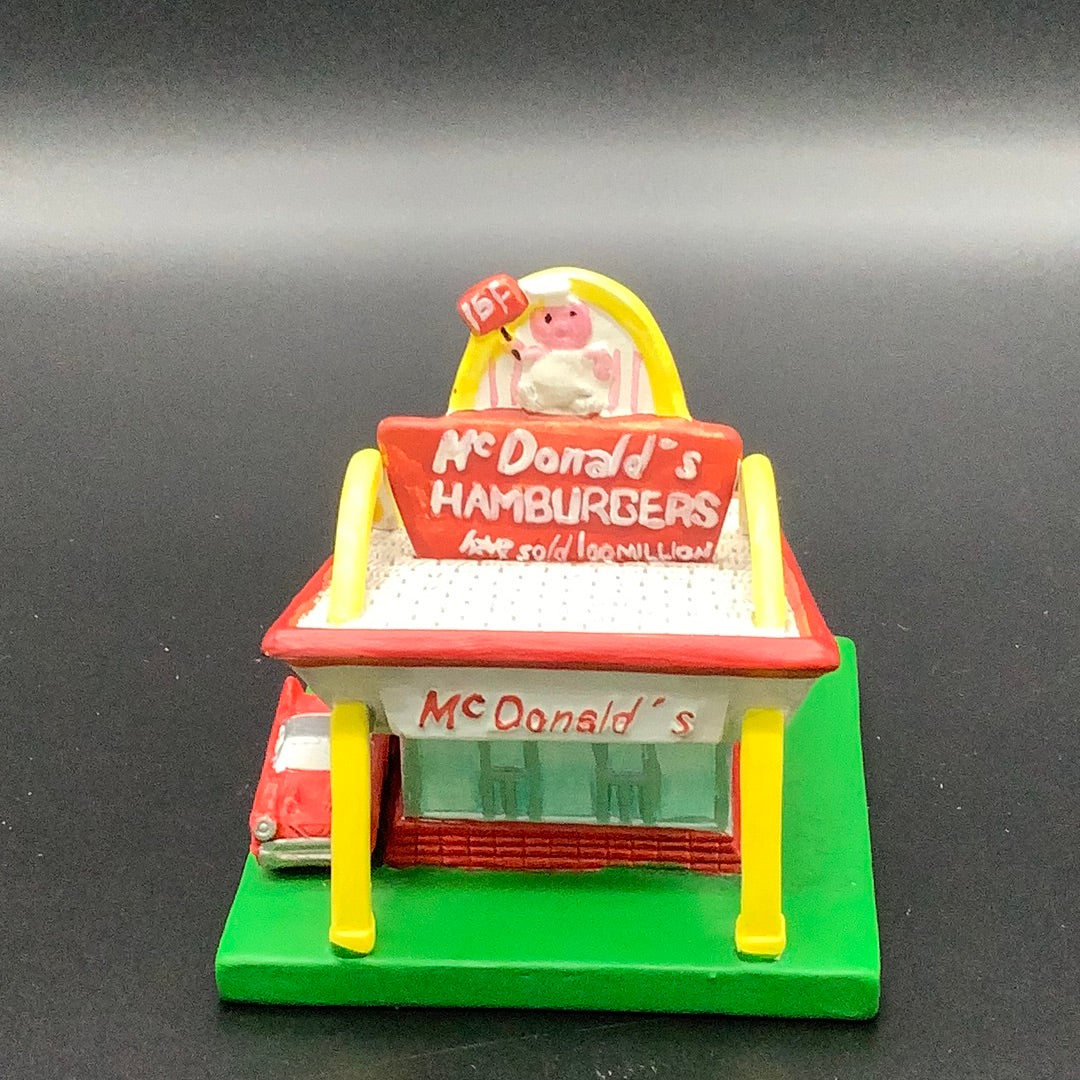 15¢
McDonald's
HAMBURGERS
have sold 100 MILLION
McDonald's